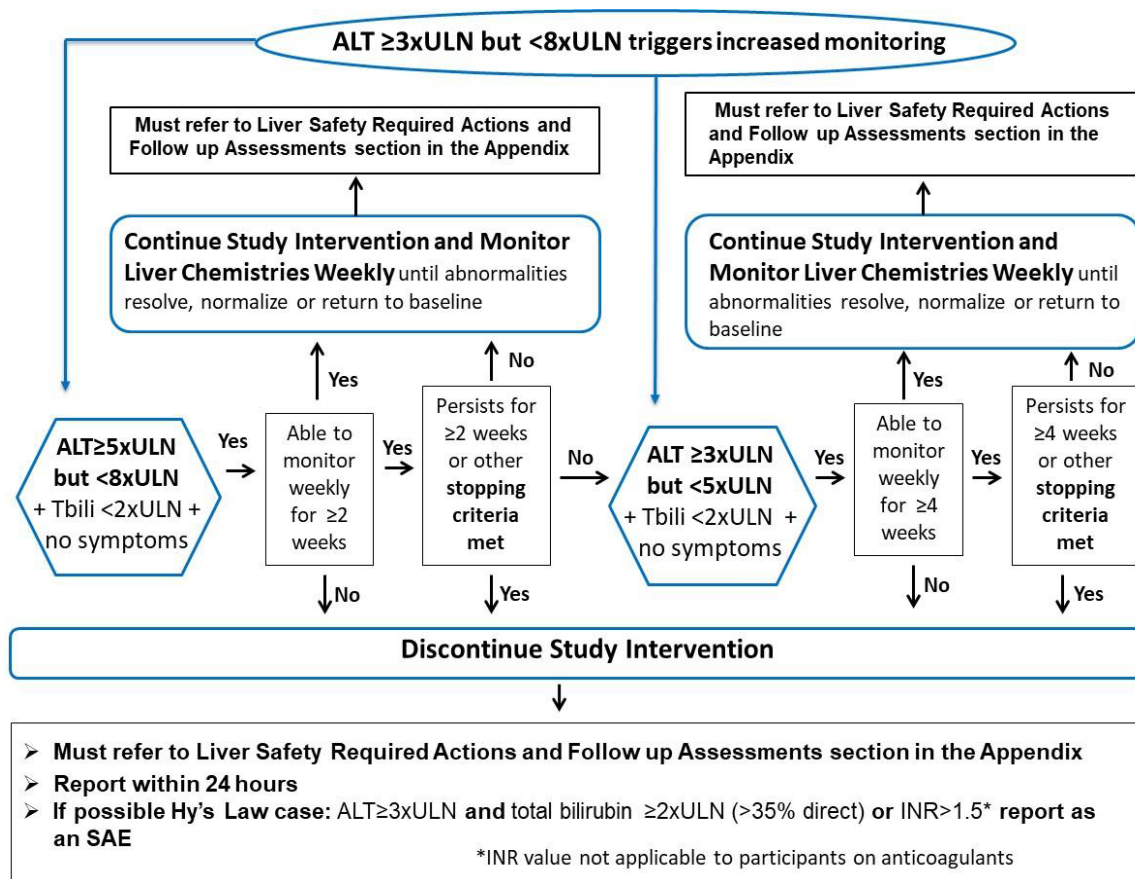 ALT ≥3xULN but <8xULN triggers increased monitoring
Must refer to Liver Safety Required Actions and
Follow up Assessments section in the Appendix
Must refer to Liver Safety Required Actions
and Follow up Assessments section in the
Appendix
Continue Study Intervention and Monitor
Liver Chemistries Weekly until abnormalities
resolve, normalize or return to baseline
Continue Study Intervention and
Monitor Liver Chemistries Weekly until
abnormalities resolve, normalize or return to
baseline
Yes
No
Yes
No
ALT≥5xULN
but <8xULN
+ Tbili <2xULN +
no symptoms
Yes
Able to
monitor
weekly
for ≥2
weeks
Yes
Persists for
≥2 weeks
or other
stopping
criteria
met
No
ALT ≥3xULN
but <5xULN
+ Tbili <2xULN +
no symptoms
Yes
Able to
monitor
weekly
for ≥4
weeks
Yes
Persists for
≥4 weeks
or other
stopping
criteria
met
No
Yes
No
Yes
Discontinue Study Intervention
➢ Must refer to Liver Safety Required Actions and Follow up Assessments section in the Appendix
➢ Report within 24 hours
➢ If possible Hy's Law case: ALT≥3xULN and total bilirubin ≥2xULN (>35% direct) or INR>1.5* report as
an SAE
*INR value not applicable to participants on anticoagulants